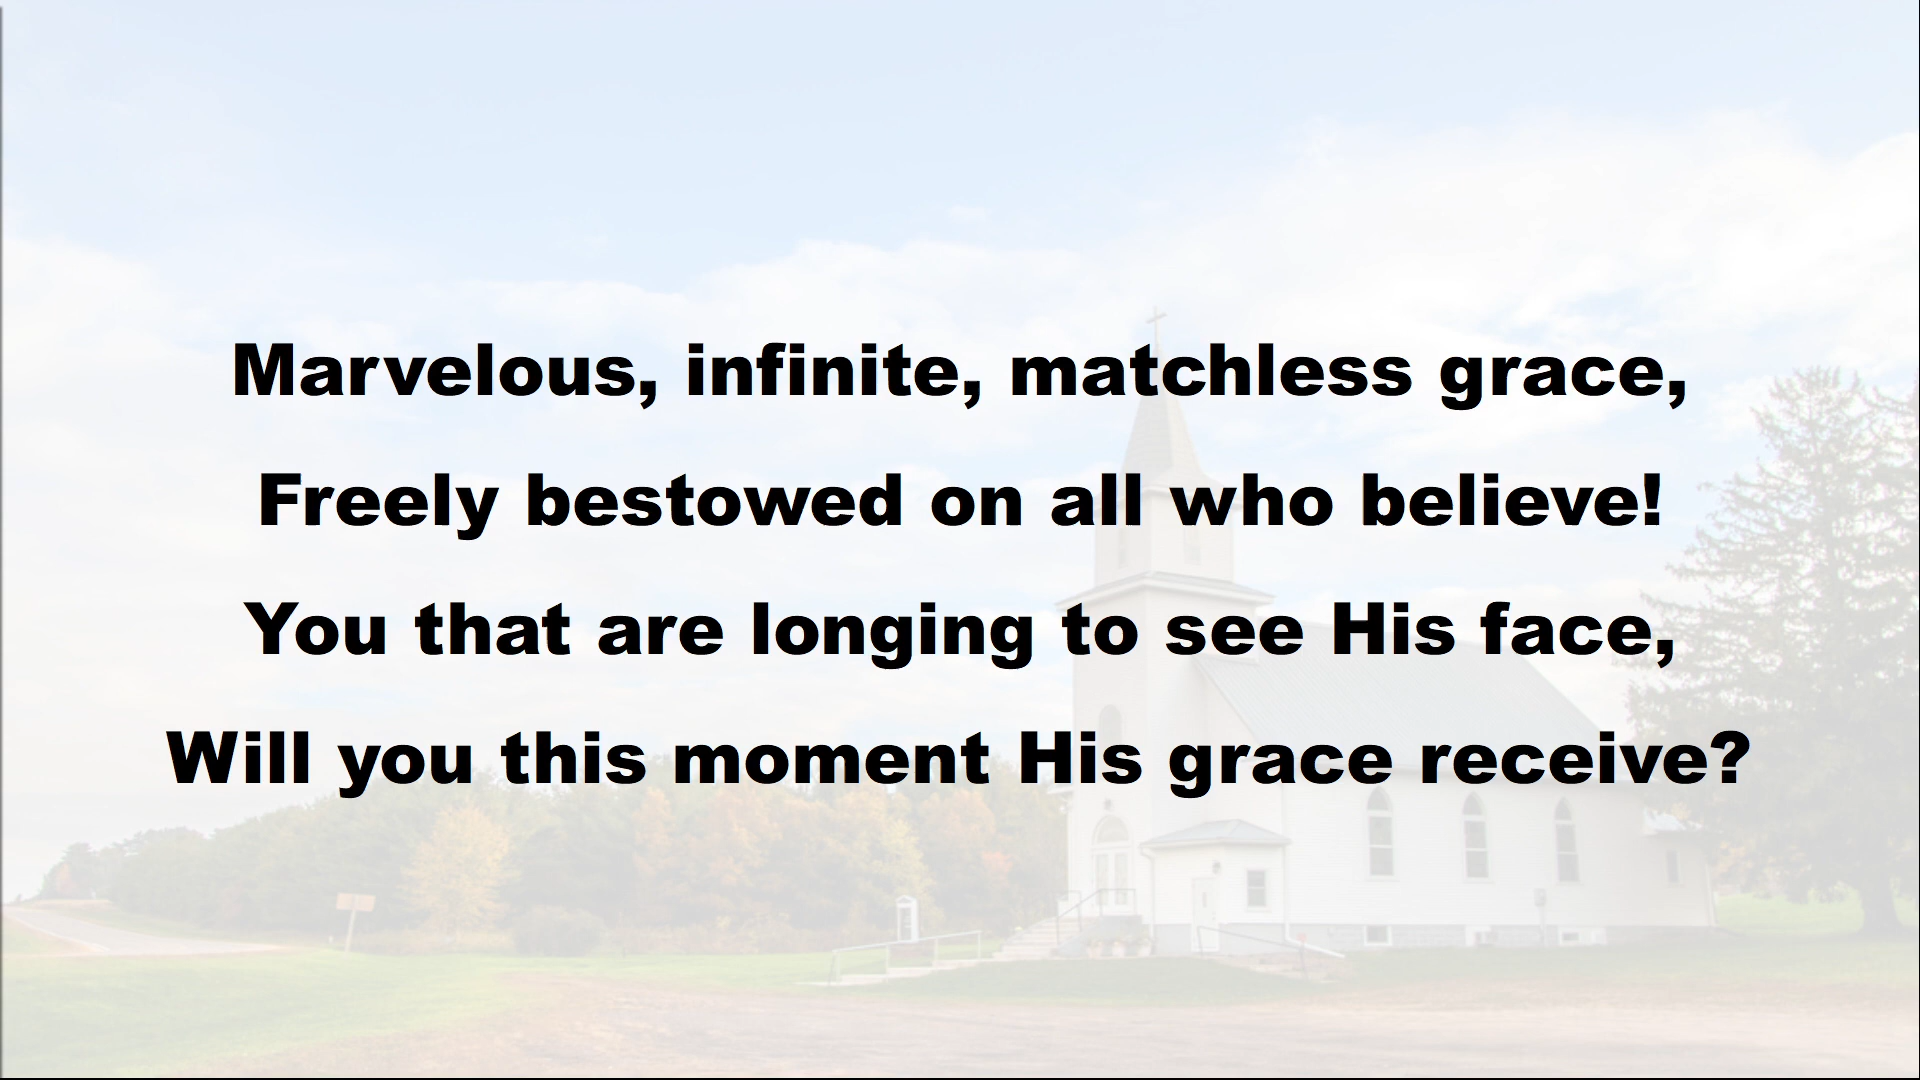 Marvelous, infinite, matchless grace,
Freely bestowed on all who believe!
You that are longing to see His face,
Will you this moment His grace receive?